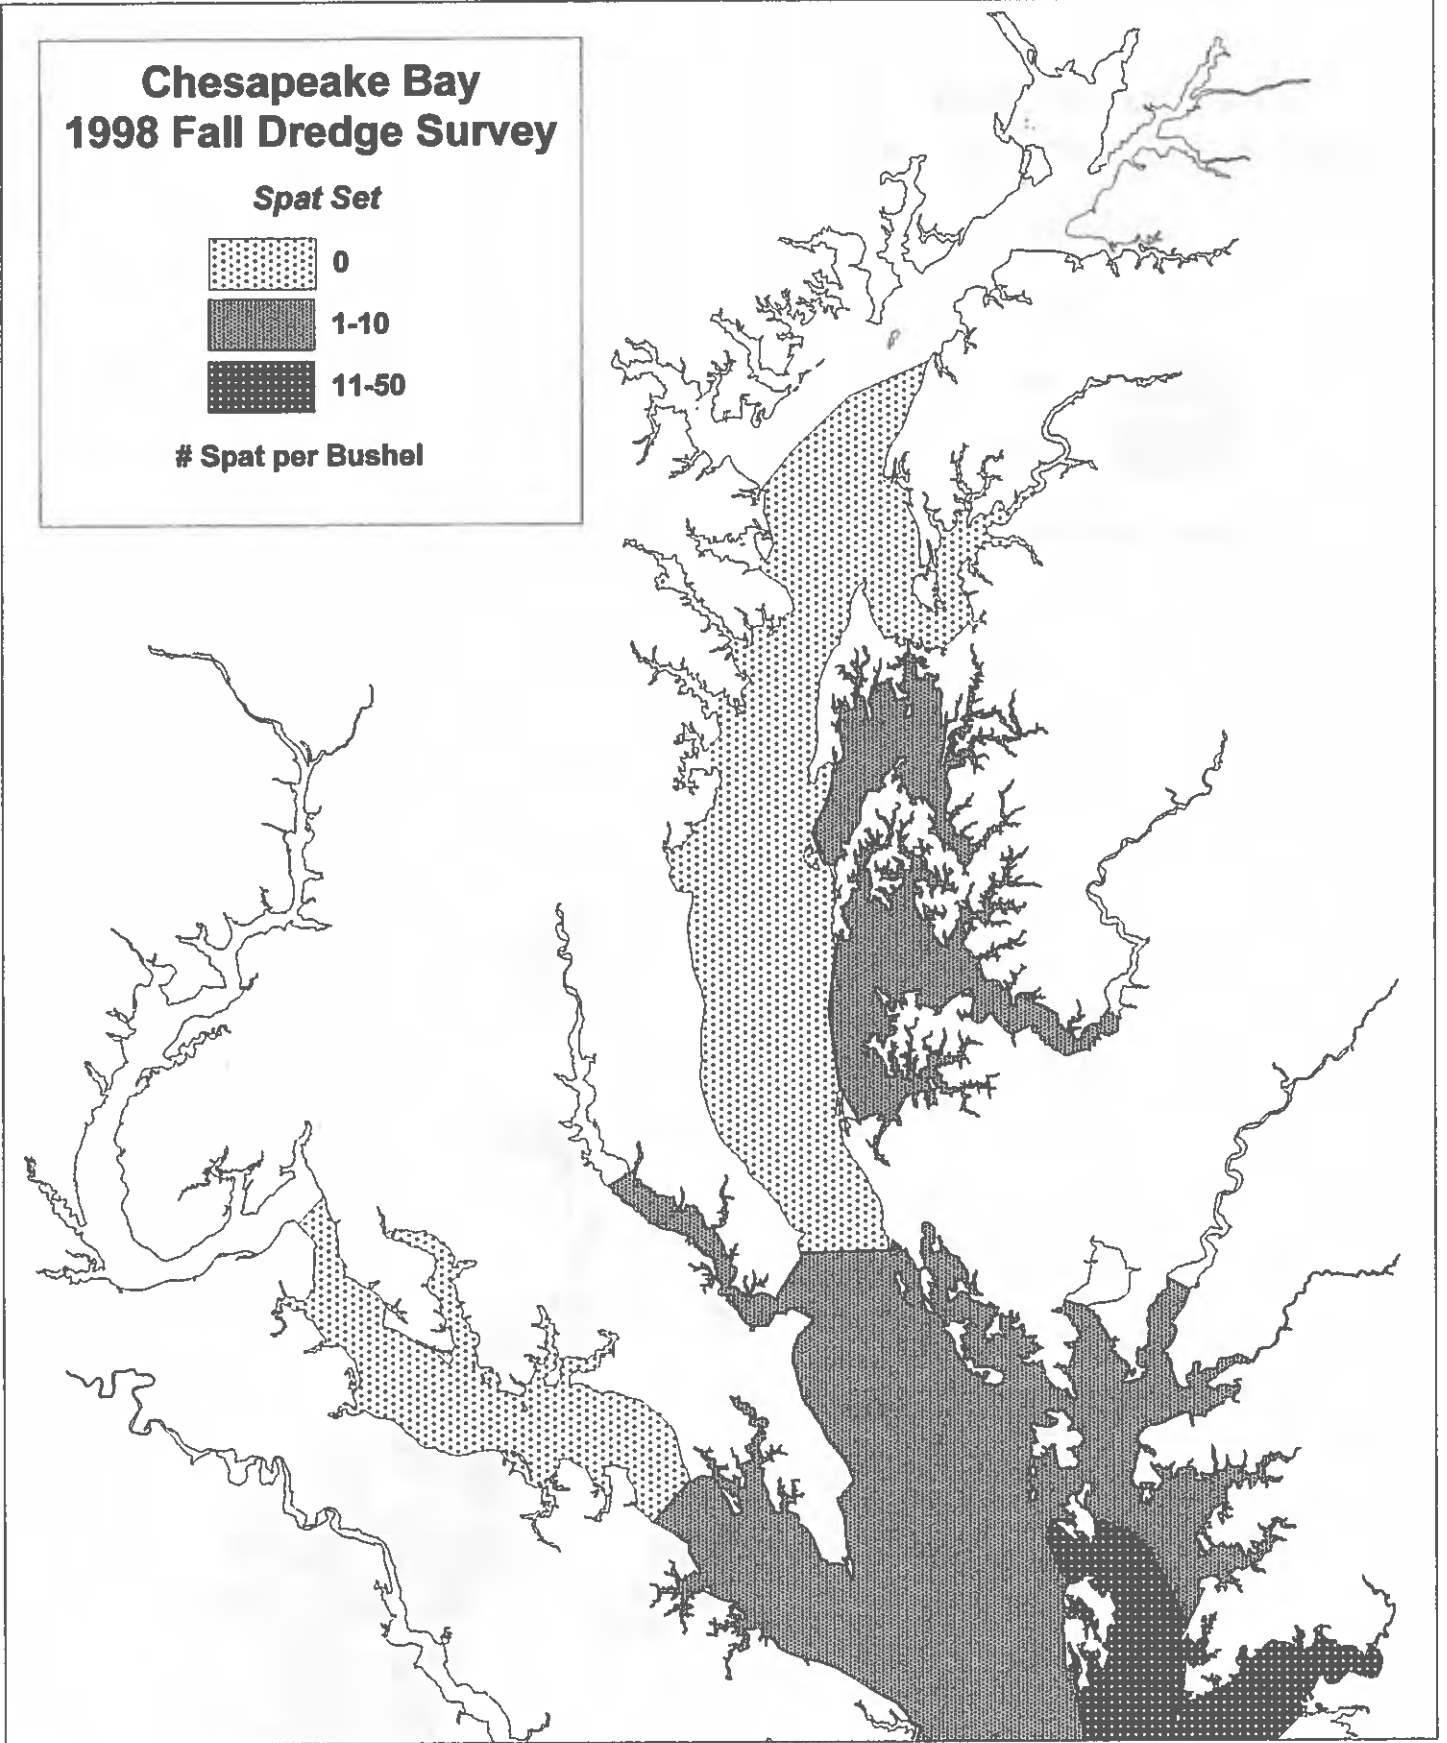 Chesapeake Bay
1998 Fall Dredge Survey
Spat Set
0
1-10
11-50
# Spat per Bushel